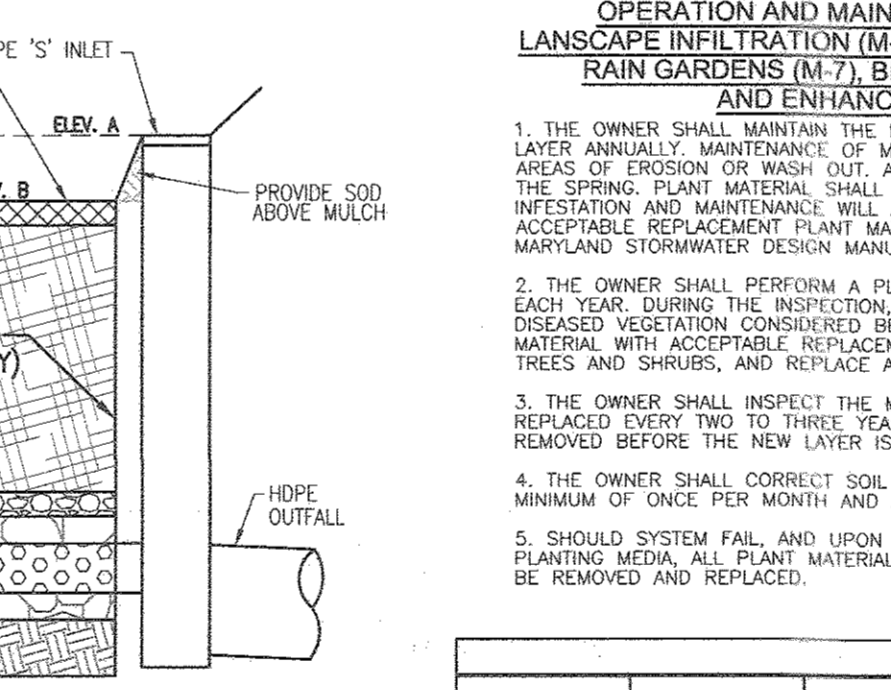 PE 'S' INLET
ELEV. A
V. B
PROVIDE SOD
ABOVE MULCH
Y)
HDPE
OUTFALL
OPERATION AND MAIN
LANSCAPE INFILTRATION (M-
RAIN GARDENS (M-7), B
AND ENHANC
1. THE OWNER SHALL MAINTAIN THE
LAYER ANNUALLY. MAINTENANCE OF M
AREAS OF EROSION OR WASH OUT. A
THE SPRING. PLANT MATERIAL SHALL
INFESTATION AND MAINTENANCE WILL
ACCEPTABLE REPLACEMENT PLANT MA
MARYLAND STORMWATER DESIGN MANU
2. THE OWNER SHALL PERFORM A PL
EACH YEAR. DURING THE INSPECTION,
DISEASED VEGETATION CONSIDERED BE
MATERIAL WITH ACCEPTABLE REPLACEM
TREES AND SHRUBS, AND REPLACE A
3. THE OWNER SHALL INSPECT THE M
REPLACED EVERY TWO TO THREE YEA
REMOVED BEFORE THE NEW LAYER IS
4. THE OWNER SHALL CORRECT SOIL
MINIMUM OF ONCE PER MONTH AND
5. SHOULD SYSTEM FAIL, AND UPON
PLANTING MEDIA, ALL PLANT MATERIAL
BE REMOVED AND REPLACED.